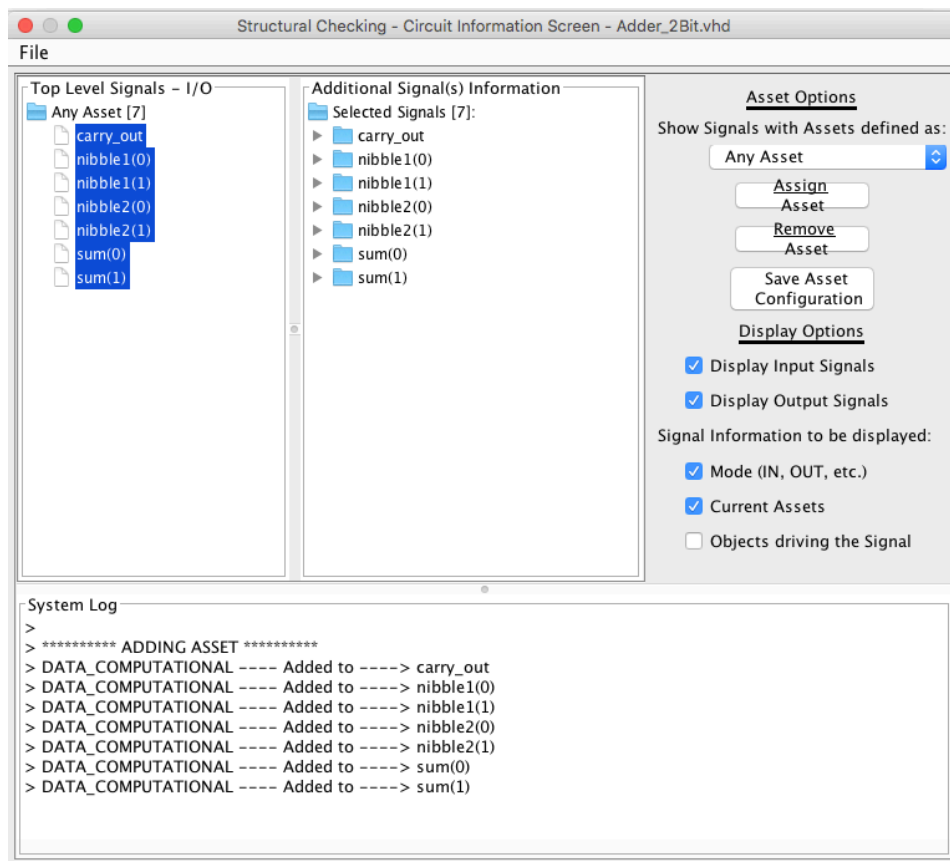 Structural Checking - Circuit Information Screen - Adder_2Bit.vhd
File
Top Level Signals - I/O
Any Asset [7]
carry_out
nibble1(0)
nibble1(1)
nibble2(0)
nibble2(1)
sum(0)
sum(1)
Additional Signal(s) Information
Selected Signals [7]:
carry_out
nibble1(0)
nibble1(1)
nibble2(0)
nibble2(1)
sum(0)
sum(1)
Asset Options
Show Signals with Assets defined as:
Any Asset
Assign
Asset
Remove
Asset
Save Asset
Configuration
Display Options
Display Input Signals
Display Output Signals
Signal Information to be displayed:
Mode (IN, OUT, etc.)
Current Assets
Objects driving the Signal
System Log
>
> ********** ADDING ASSET **********
> DATA_COMPUTATIONAL ---- Added to ----> carry_out
> DATA_COMPUTATIONAL ---- Added to ----> nibble1(0)
> DATA_COMPUTATIONAL ---- Added to ----> nibble1(1)
> DATA_COMPUTATIONAL ---- Added to ----> nibble2(0)
> DATA_COMPUTATIONAL ---- Added to ----> nibble2(1)
> DATA_COMPUTATIONAL ---- Added to ----> sum(0)
> DATA_COMPUTATIONAL ---- Added to ----> sum(1)